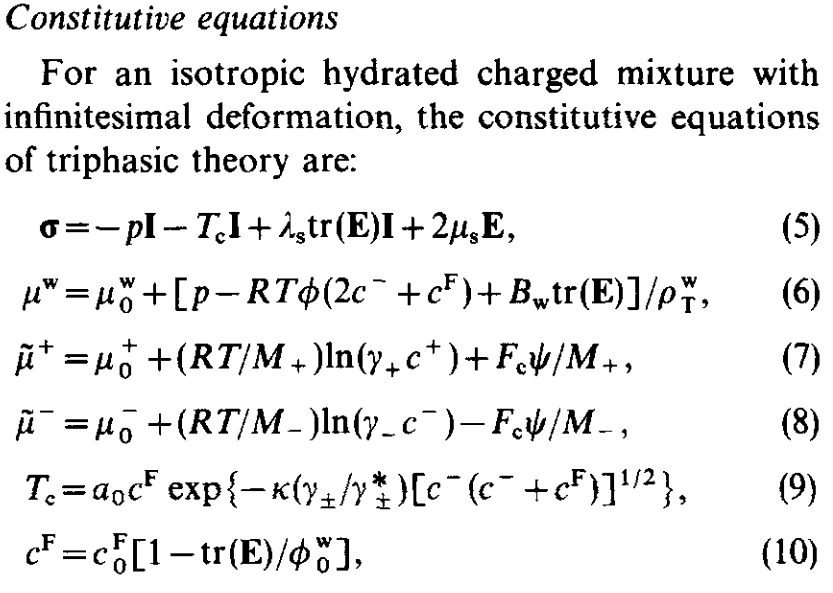 Constitutive equations
For an isotropic hydrated charged mixture with
infinitesimal deformation, the constitutive equations
of triphasic theory are:
σ = −pI − T_cI + λ_s tr(E)I + 2μ_sE, (5)
μ^w = μ_0^w + [p − RTϕ(2c^− + c^F) + B_w tr(E)]/ρ_T^w, (6)
μ̃^+ = μ_0^+ + (RT/M_+)ln(γ_+c^+) + F_cψ/M_+, (7)
μ̃^− = μ_0^− + (RT/M_−)ln(γ_−c^−) − F_cψ/M_−, (8)
T_c = a_0c^F exp{−κ(γ_±/γ_±^*)[c^−(c^− + c^F)]^{1/2}}, (9)
c^F = c_0^F[1 − tr(E)/ϕ_0^w], (10)